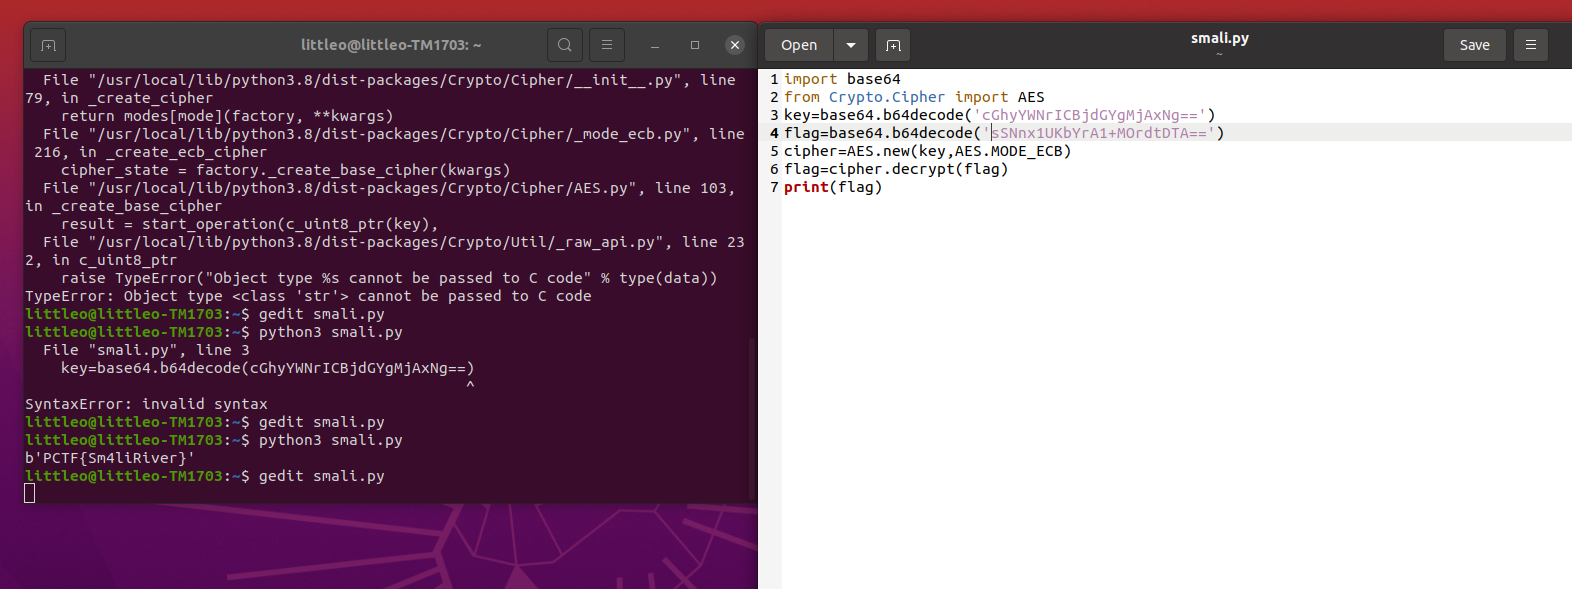 littleo@littleo-TM1703: ~
File "/usr/local/lib/python3.8/dist-packages/Crypto/Cipher/__init__.py", line
79, in _create_cipher
return modes[mode](factory, **kwargs)
File "/usr/local/lib/python3.8/dist-packages/Crypto/Cipher/_mode_ecb.py", line
216, in _create_ecb_cipher
cipher_state = factory._create_base_cipher(kwargs)
File "/usr/local/lib/python3.8/dist-packages/Crypto/Cipher/AES.py", line 103,
in _create_base_cipher
result = start_operation(c_uint8_ptr(key),
File "/usr/local/lib/python3.8/dist-packages/Crypto/Util/_raw_api.py", line 23
2, in c_uint8_ptr
raise TypeError("Object type %s cannot be passed to C code" % type(data))
TypeError: Object type <class 'str'> cannot be passed to C code
littleo@littleo-TM1703:~$ gedit smali.py
littleo@littleo-TM1703:~$ python3 smali.py
File "smali.py", line 3
key=base64.b64decode(cGhyYWNrICBjdGYgMjAxNg==)
^
SyntaxError: invalid syntax
littleo@littleo-TM1703:~$ gedit smali.py
littleo@littleo-TM1703:~$ python3 smali.py
b'PCTF{Sm4liRiver}'
littleo@littleo-TM1703:~$ gedit smali.py
Open
smali.py
~
Save
1 import base64
2 from Crypto.Cipher import AES
3 key=base64.b64decode('cGhyYWNrICBjdGYgMjAxNg==')
4 flag=base64.b64decode('sSNnx1UKbYrA1+MOrdtDTA==')
5 cipher=AES.new(key,AES.MODE_ECB)
6 flag=cipher.decrypt(flag)
7 print(flag)